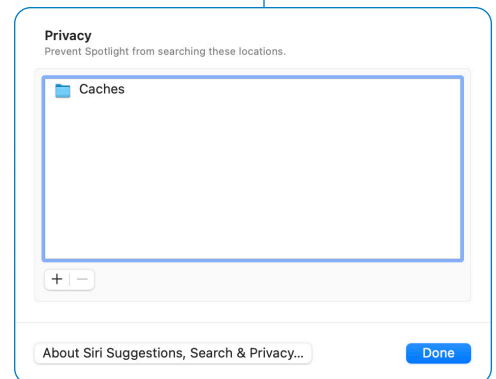 Privacy
Prevent Spotlight from searching these locations.
Caches
+ −
About Siri Suggestions, Search & Privacy...
Done